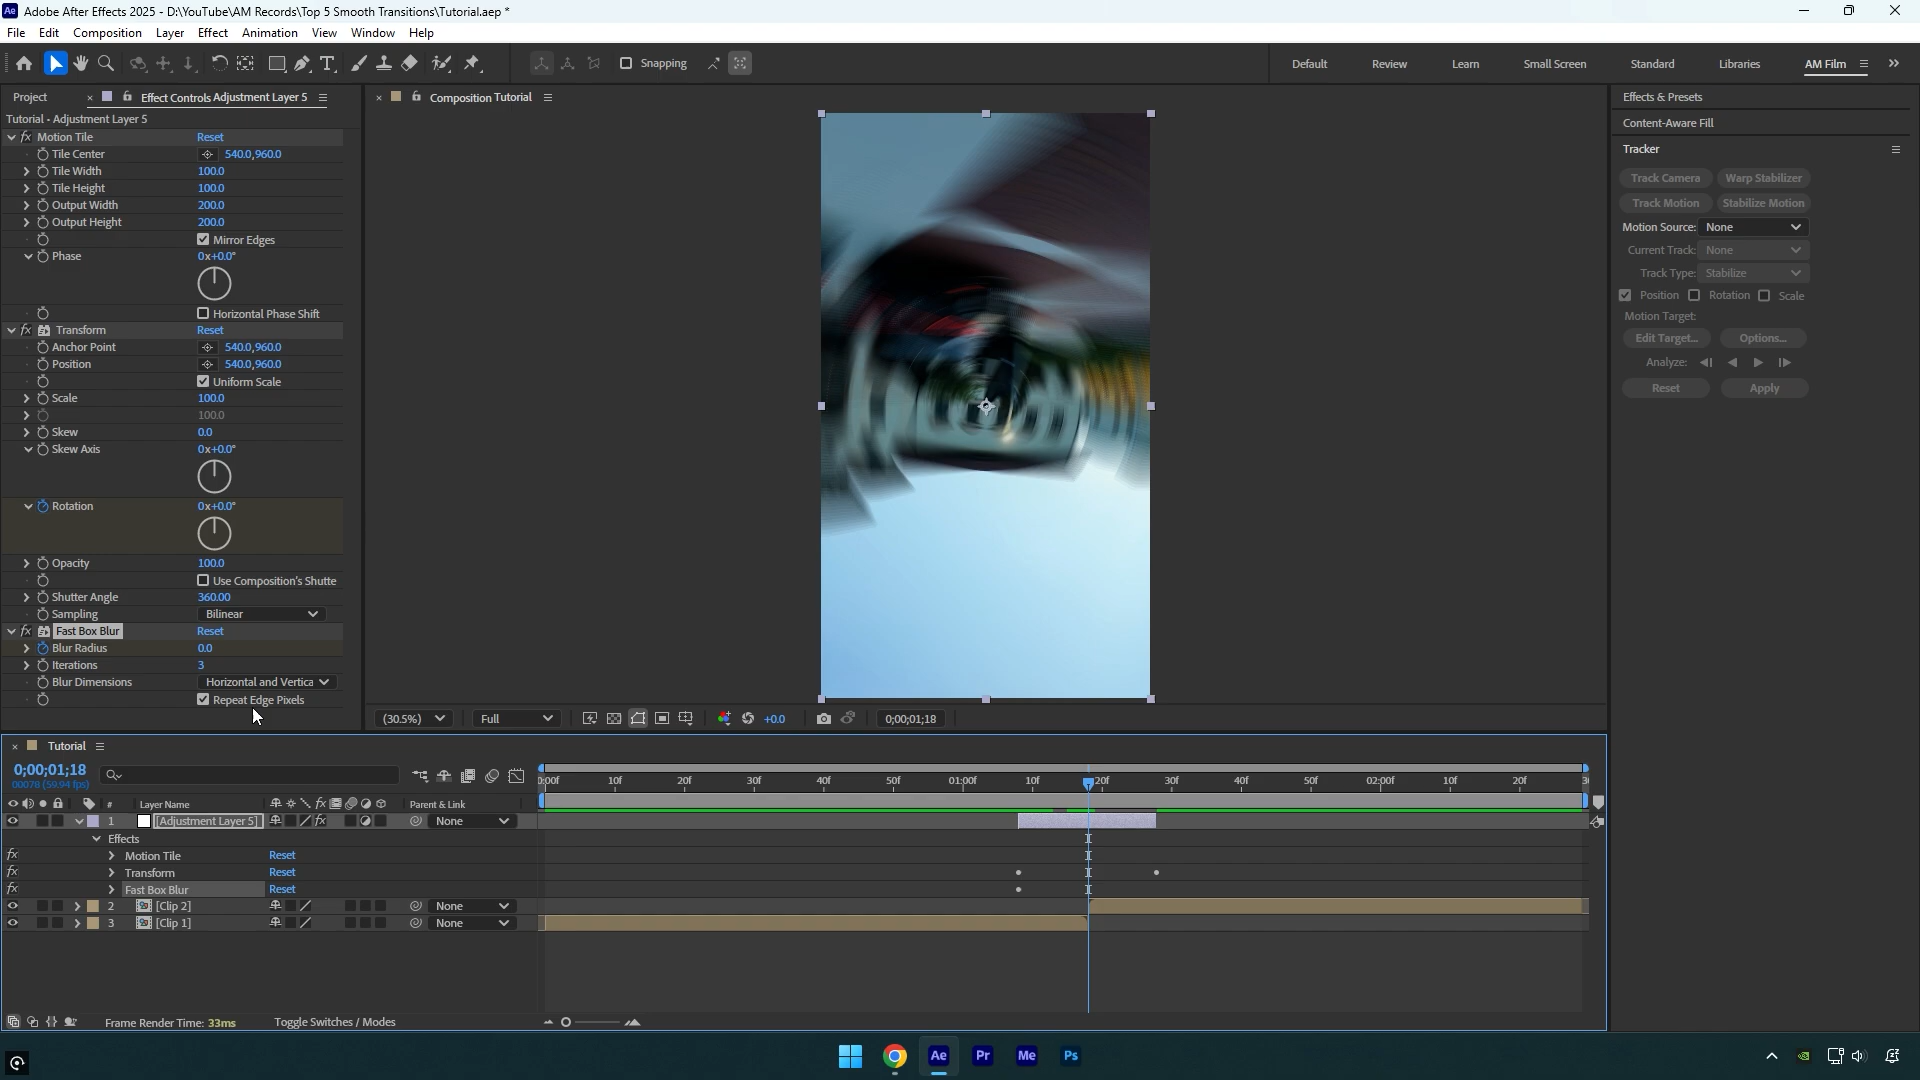 Adobe After Effects 2025 - D:\YouTube\AM Records\Top 5 Smooth Transitions\Tutorial.aep *
File Edit Composition Layer Effect Animation View Window Help
Snapping
Default Review Learn Small Screen Standard Libraries AM Film
Project
Effect Controls Adjustment Layer 5
Tutorial - Adjustment Layer 5
fx Motion Tile Reset
Tile Center 540.0,960.0
Tile Width 100.0
Tile Height 100.0
Output Width 200.0
Output Height 200.0
Mirror Edges
Phase 0x+0.0°
Horizontal Phase Shift
fx Transform Reset
Anchor Point 540.0,960.0
Position 540.0,960.0
Uniform Scale
Scale 100.0
100.0
Skew 0.0
Skew Axis 0x+0.0°
Rotation 0x+0.0°
Opacity 100.0
Use Composition's Shutte
Shutter Angle 360.00
Sampling Bilinear
fx Fast Box Blur Reset
Blur Radius 0.0
Iterations 3
Blur Dimensions Horizontal and Vertica
Repeat Edge Pixels
Composition Tutorial
(30.5%) Full +0.0 0;00;01;18
Effects & Presets
Content-Aware Fill
Tracker
Track Camera Warp Stabilizer
Track Motion Stabilize Motion
Motion Source: None
Current Track: None
Track Type: Stabilize
Position Rotation Scale
Motion Target:
Edit Target... Options...
Analyze:
Reset Apply
Tutorial
0;00;01;18
00078 (59.94 fps)
0:00f 10f 20f 30f 40f 50f 01:00f 10f 20f 30f 40f 50f 02:00f 10f 20f
# Layer Name fx Parent & Link
1 [Adjustment Layer 5] fx None
Effects
fx Motion Tile Reset
fx Transform Reset
fx Fast Box Blur Reset
2 [Clip 2] None
3 [Clip 1] None
Frame Render Time: 33ms Toggle Switches / Modes
Ae Pr Me Ps